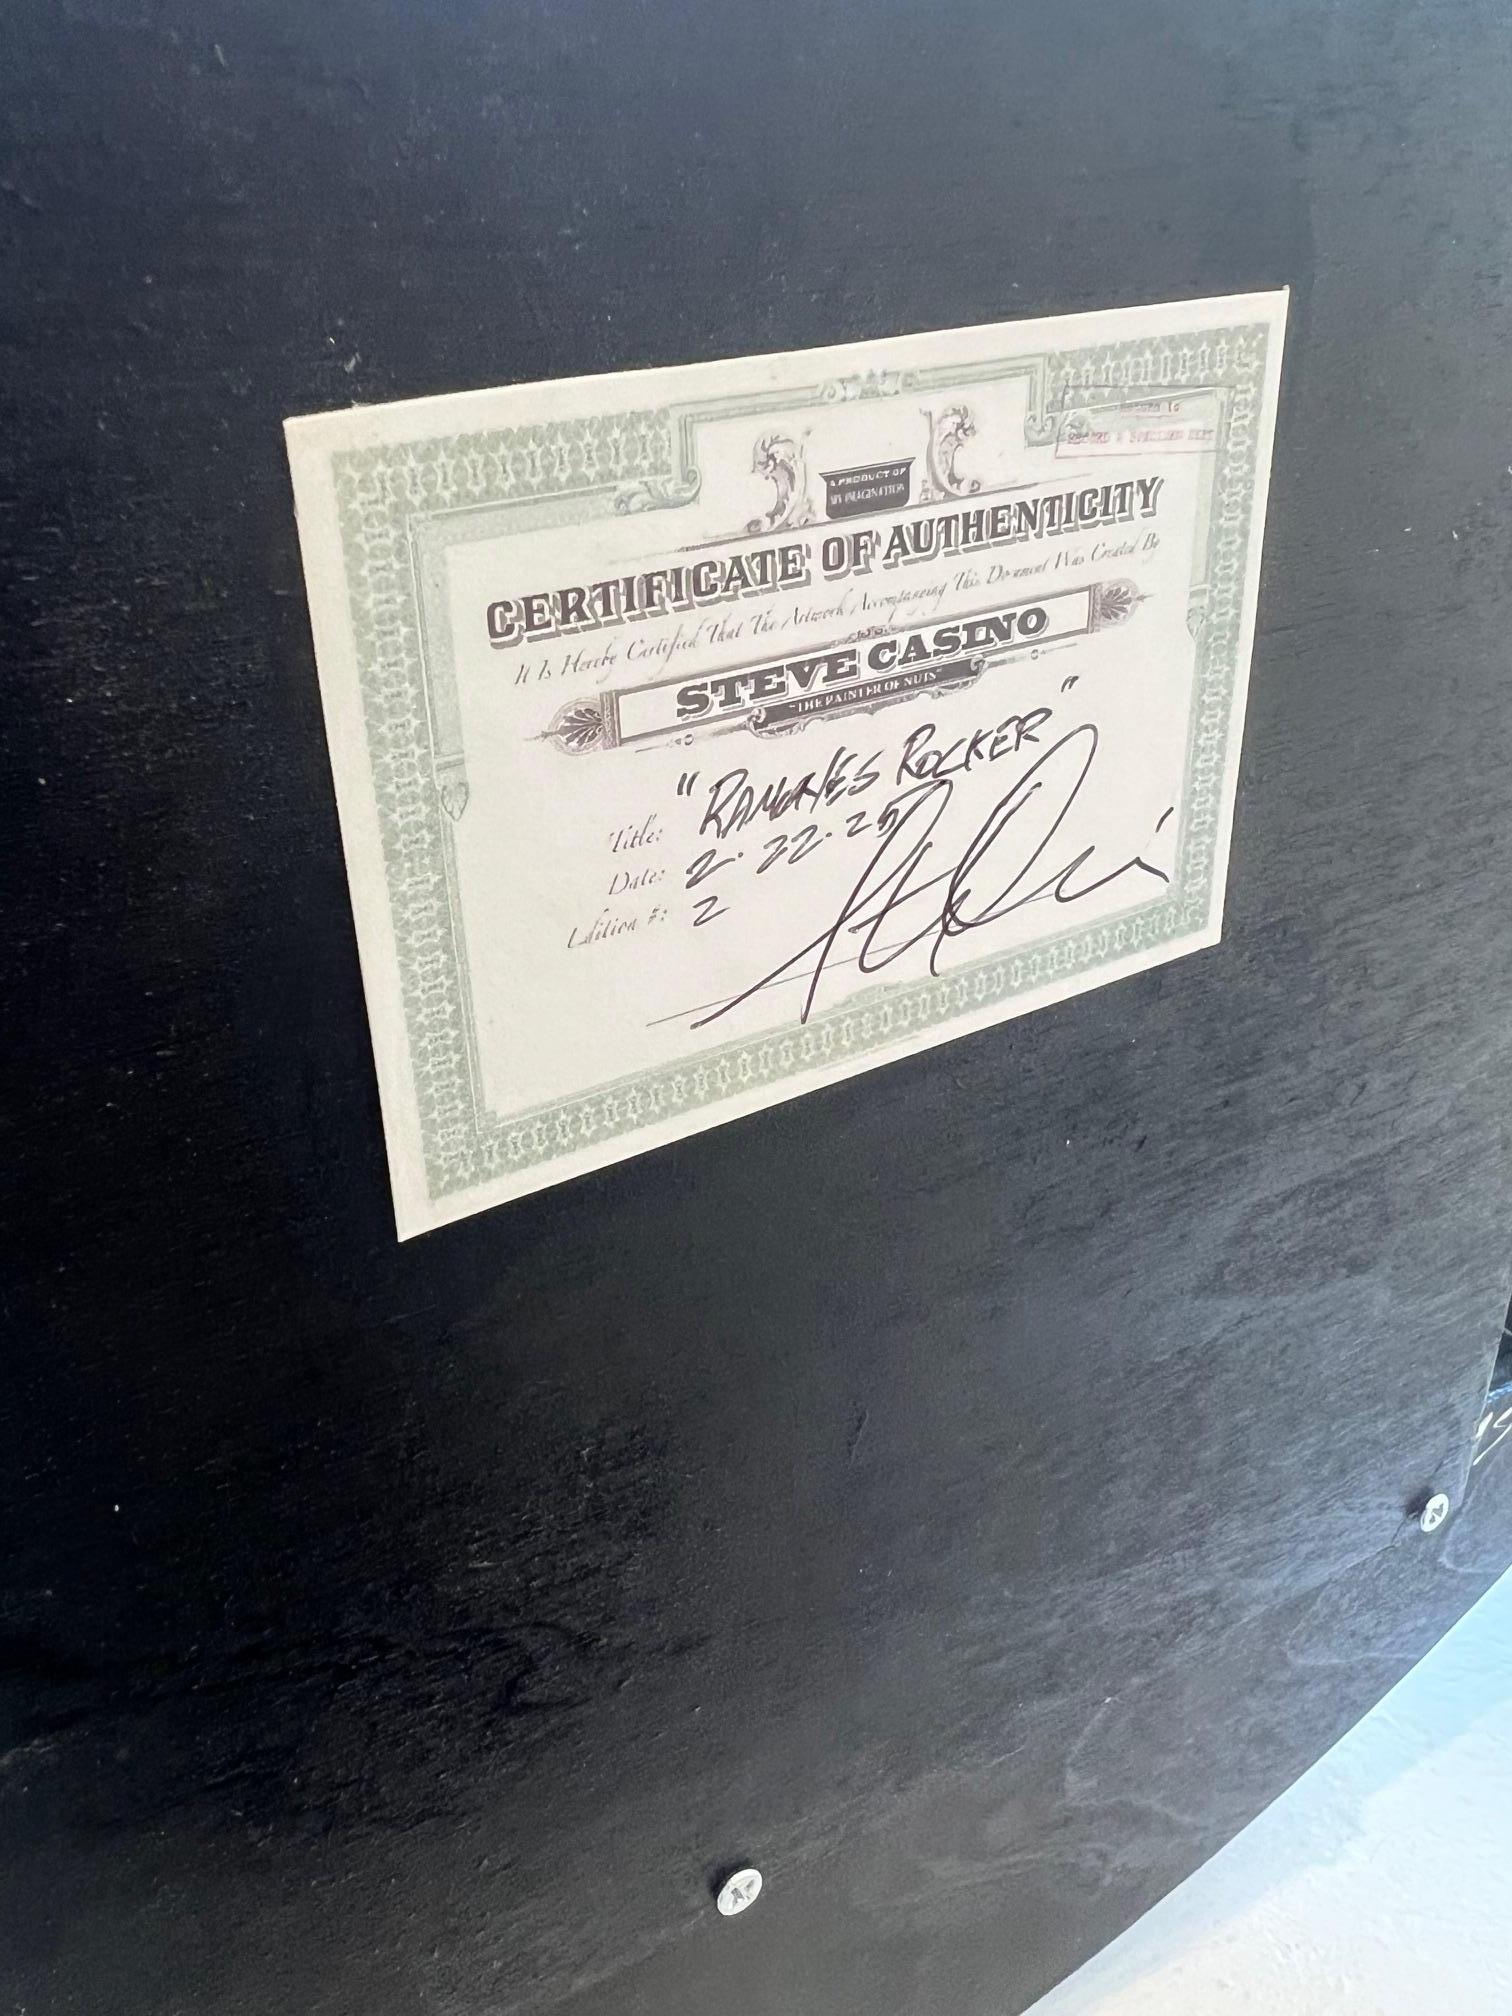 A PRODUCT OF
MY IMAGINATION
CERTIFICATE OF AUTHENTICITY
It Is Hereby Certified That The Artwork Accompanying This Document Was Created By
STEVE CASINO
"THE PAINTER OF NUTS"
Title: "RAMONES ROCKER"
Date: 2.22.25
Edition #: 2